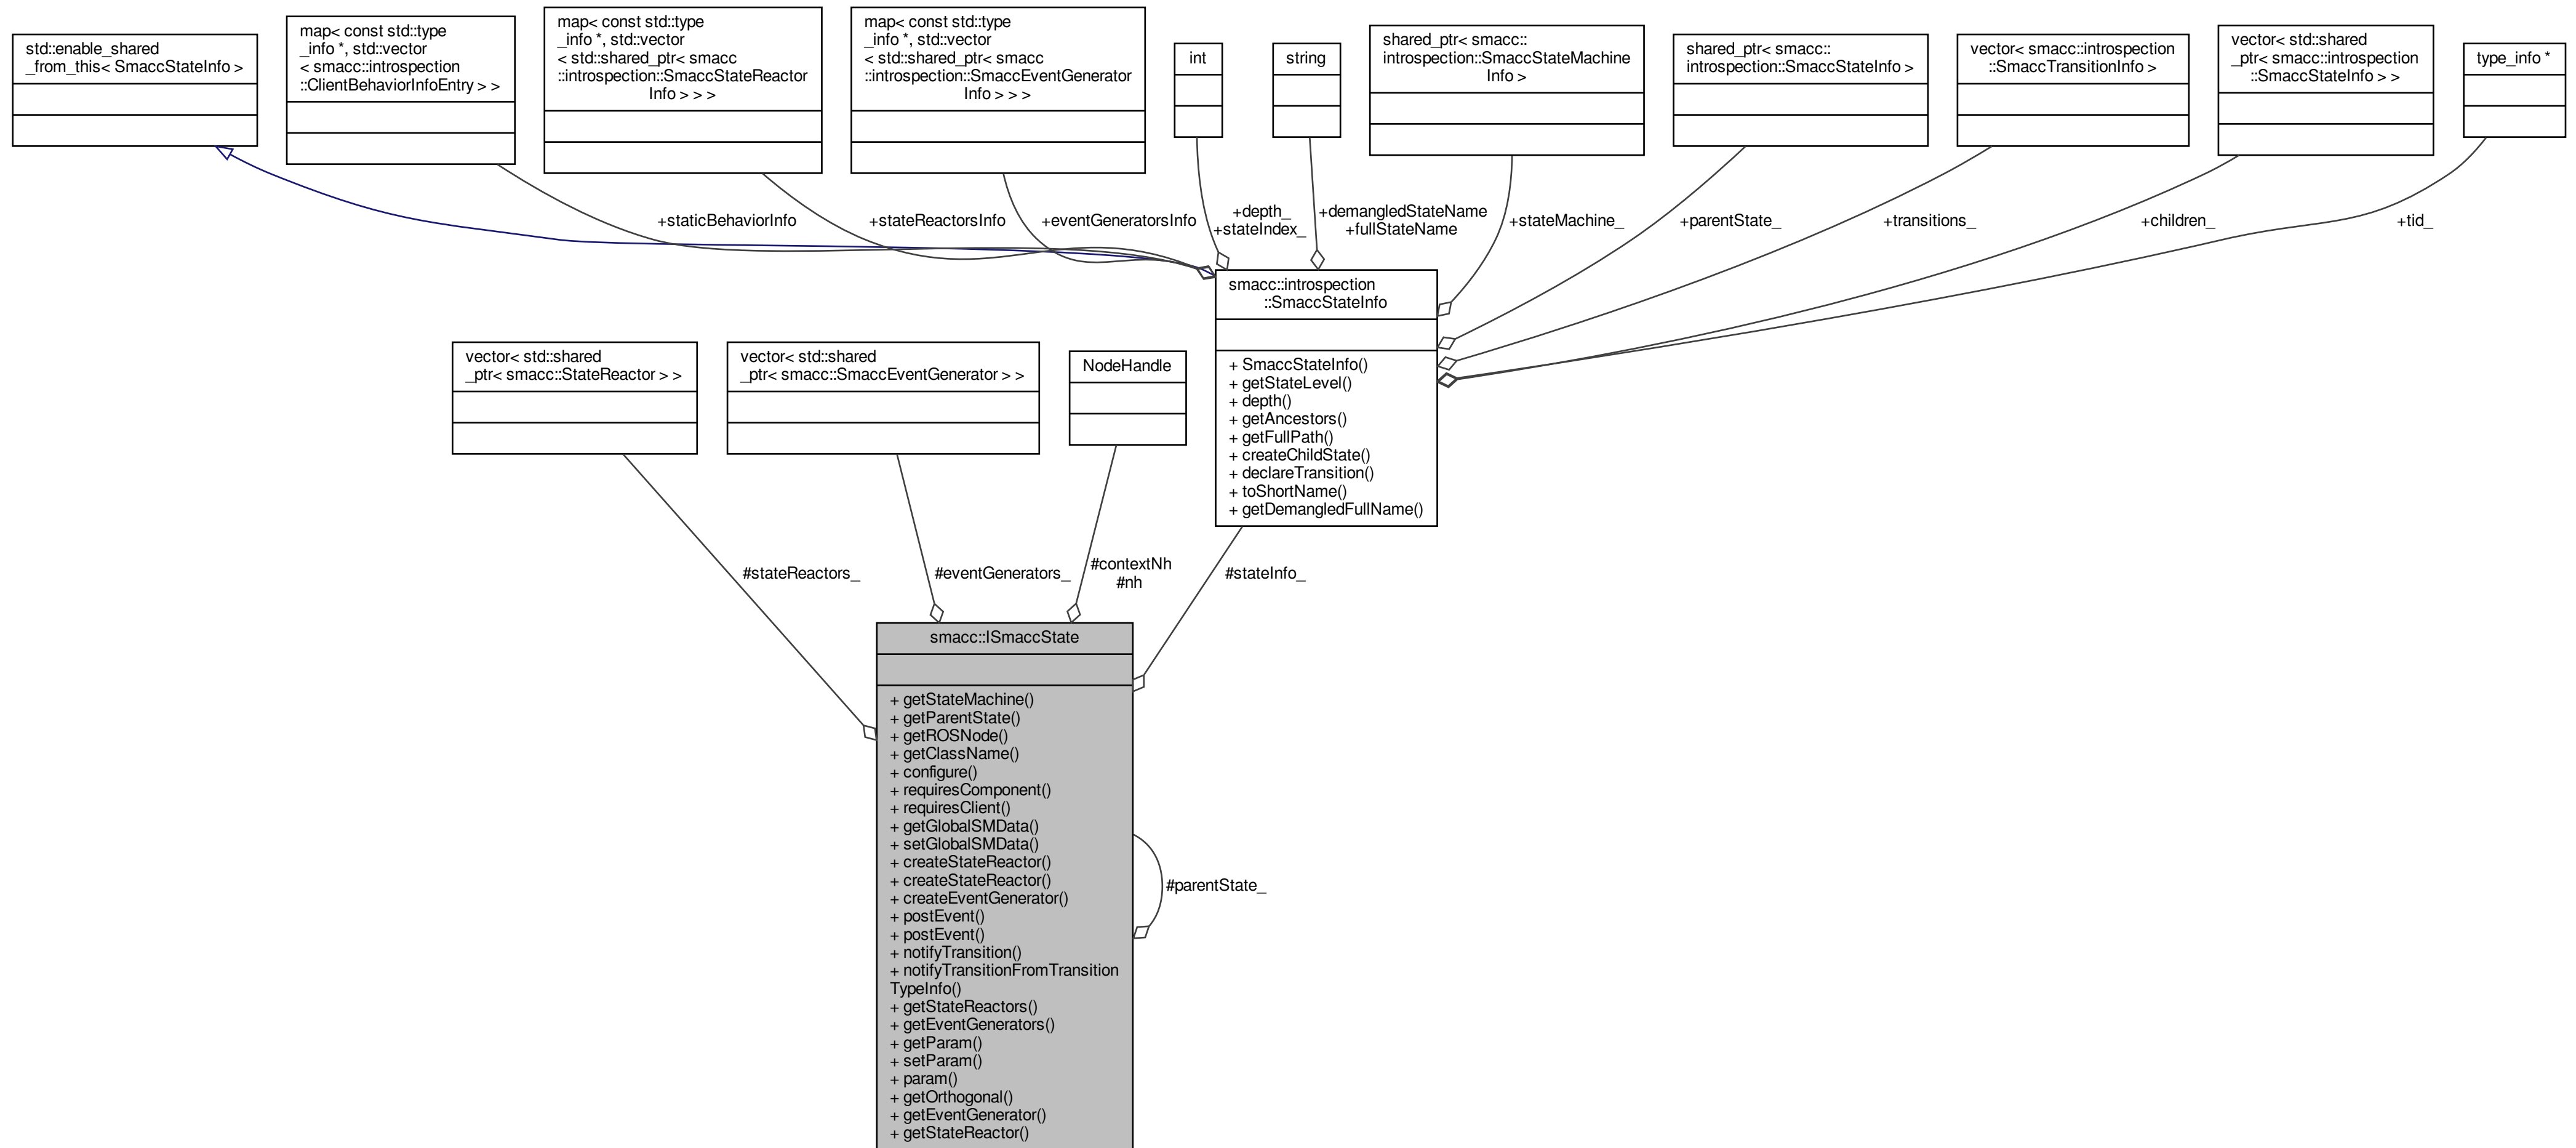 std::enable_shared
_from_this< SmaccStateInfo >
map< const std::type
_info *, std::vector
< smacc::introspection
::ClientBehaviorInfoEntry > >
map< const std::type
_info *, std::vector
< std::shared_ptr< smacc
::introspection::SmaccStateReactor
Info > > >
map< const std::type
_info *, std::vector
< std::shared_ptr< smacc
::introspection::SmaccEventGenerator
Info > > >
int
string
shared_ptr< smacc::
introspection::SmaccStateMachine
Info >
shared_ptr< smacc::
introspection::SmaccStateInfo >
vector< smacc::introspection
::SmaccTransitionInfo >
vector< std::shared
_ptr< smacc::introspection
::SmaccStateInfo > >
type_info *
+staticBehaviorInfo
+stateReactorsInfo
+eventGeneratorsInfo
+depth_
+stateIndex_
+demangledStateName
+fullStateName
+stateMachine_
+parentState_
+transitions_
+children_
+tid_
smacc::introspection
::SmaccStateInfo
+ SmaccStateInfo()
+ getStateLevel()
+ depth()
+ getAncestors()
+ getFullPath()
+ createChildState()
+ declareTransition()
+ toShortName()
+ getDemangledFullName()
vector< std::shared
_ptr< smacc::StateReactor > >
vector< std::shared
_ptr< smacc::SmaccEventGenerator > >
NodeHandle
#stateReactors_
#eventGenerators_
#contextNh
#nh
#stateInfo_
smacc::ISmaccState
+ getStateMachine()
+ getParentState()
+ getROSNode()
+ getClassName()
+ configure()
+ requiresComponent()
+ requiresClient()
+ getGlobalSMData()
+ setGlobalSMData()
+ createStateReactor()
+ createStateReactor()
+ createEventGenerator()
+ postEvent()
+ postEvent()
+ notifyTransition()
+ notifyTransitionFromTransition
TypeInfo()
+ getStateReactors()
+ getEventGenerators()
+ getParam()
+ setParam()
+ param()
+ getOrthogonal()
+ getEventGenerator()
+ getStateReactor()
#parentState_